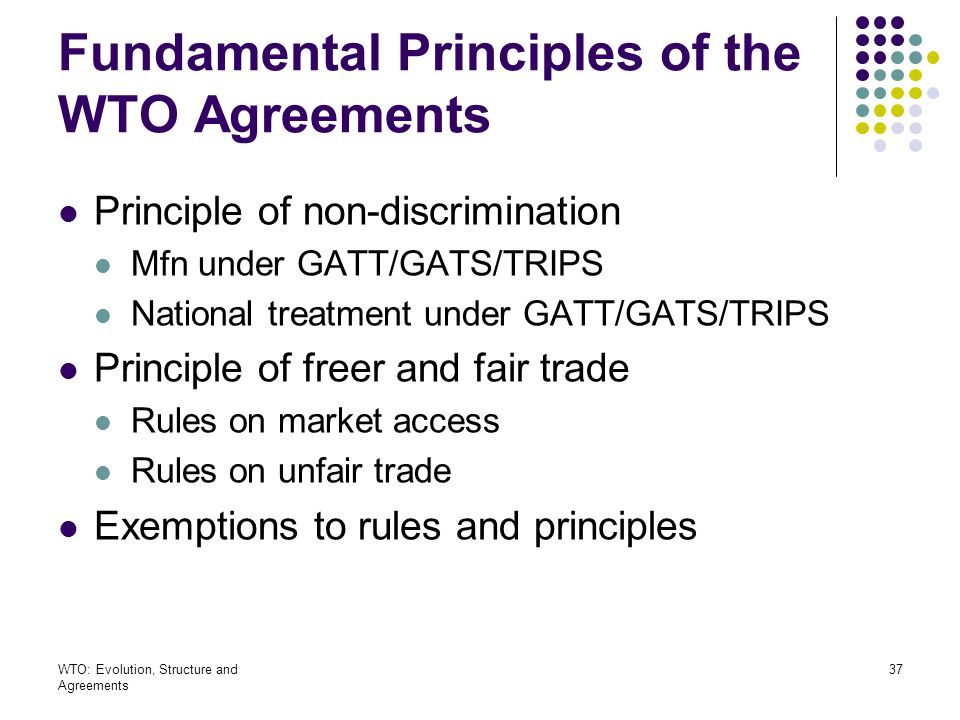 Fundamental Principles of the
WTO Agreements
Principle of non-discrimination
Mfn under GATT/GATS/TRIPS
National treatment under GATT/GATS/TRIPS
Principle of freer and fair trade
Rules on market access
Rules on unfair trade
Exemptions to rules and principles
WTO: Evolution, Structure and
Agreements
37